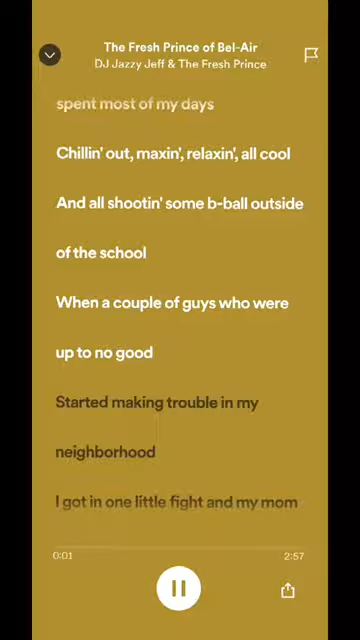 The Fresh Prince of Bel-Air
DJ Jazzy Jeff & The Fresh Prince
spent most of my days
Chillin' out, maxin', relaxin', all cool
And all shootin' some b-ball outside
of the school
When a couple of guys who were
up to no good
Started making trouble in my
neighborhood
I got in one little fight and my mom
0:01
2:57